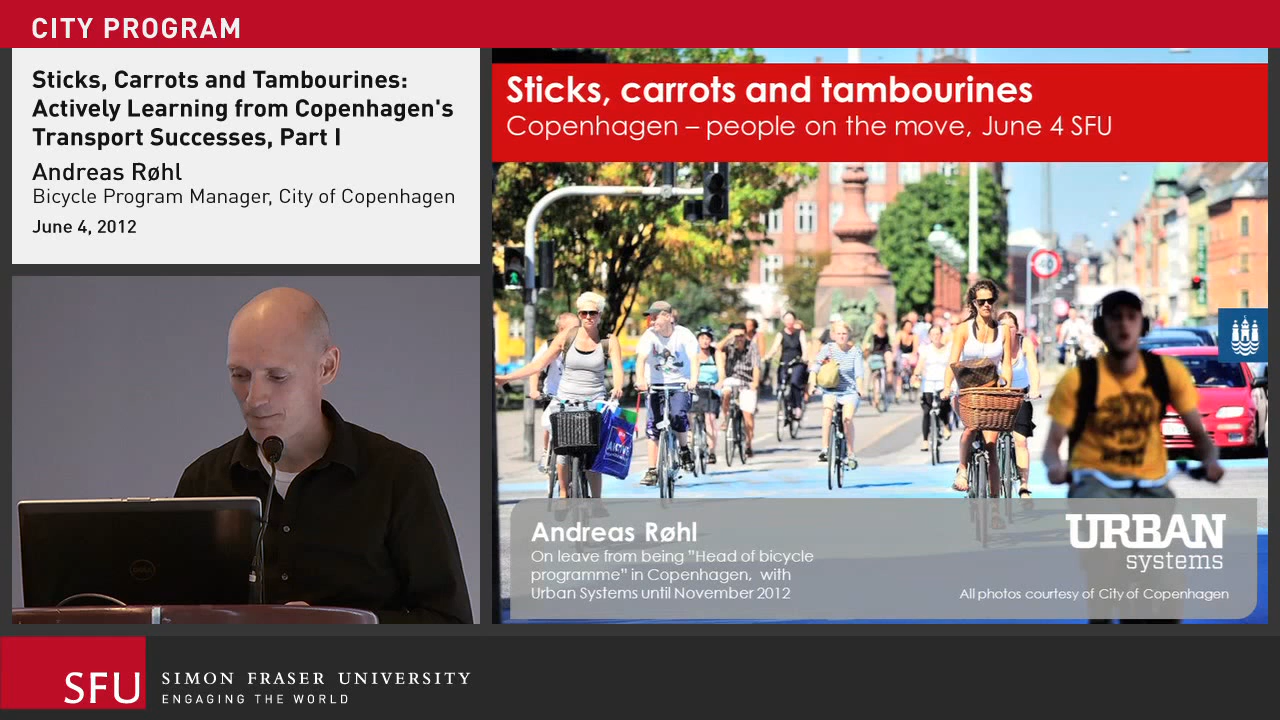 CITY PROGRAM
Sticks, Carrots and Tambourines:
Actively Learning from Copenhagen's
Transport Successes, Part I
Andreas Røhl
Bicycle Program Manager, City of Copenhagen
June 4, 2012
Sticks, carrots and tambourines
Copenhagen – people on the move, June 4 SFU
40
Andreas Røhl
On leave from being ”Head of bicycle
programme” in Copenhagen, with
Urban Systems until November 2012
URBAN
systems
All photos courtesy of City of Copenhagen
DELL
SFU
SIMON FRASER UNIVERSITY
ENGAGING THE WORLD